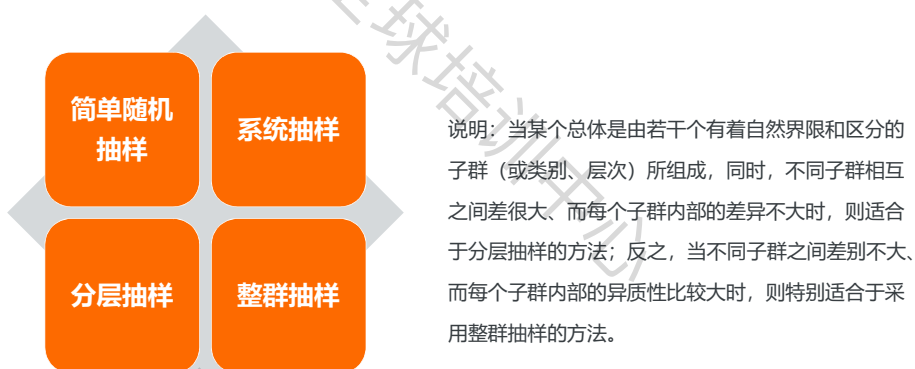 简单随机
抽样
系统抽样
分层抽样
整群抽样
说明：当某个总体是由若干个有着自然界限和区分的
子群（或类别、层次）所组成，同时，不同子群相互
之间差很大、而每个子群内部的差异不大时，则适合
于分层抽样的方法；反之，当不同子群之间差别不大、
而每个子群内部的异质性比较大时，则特别适合于采
用整群抽样的方法。
球培训中心